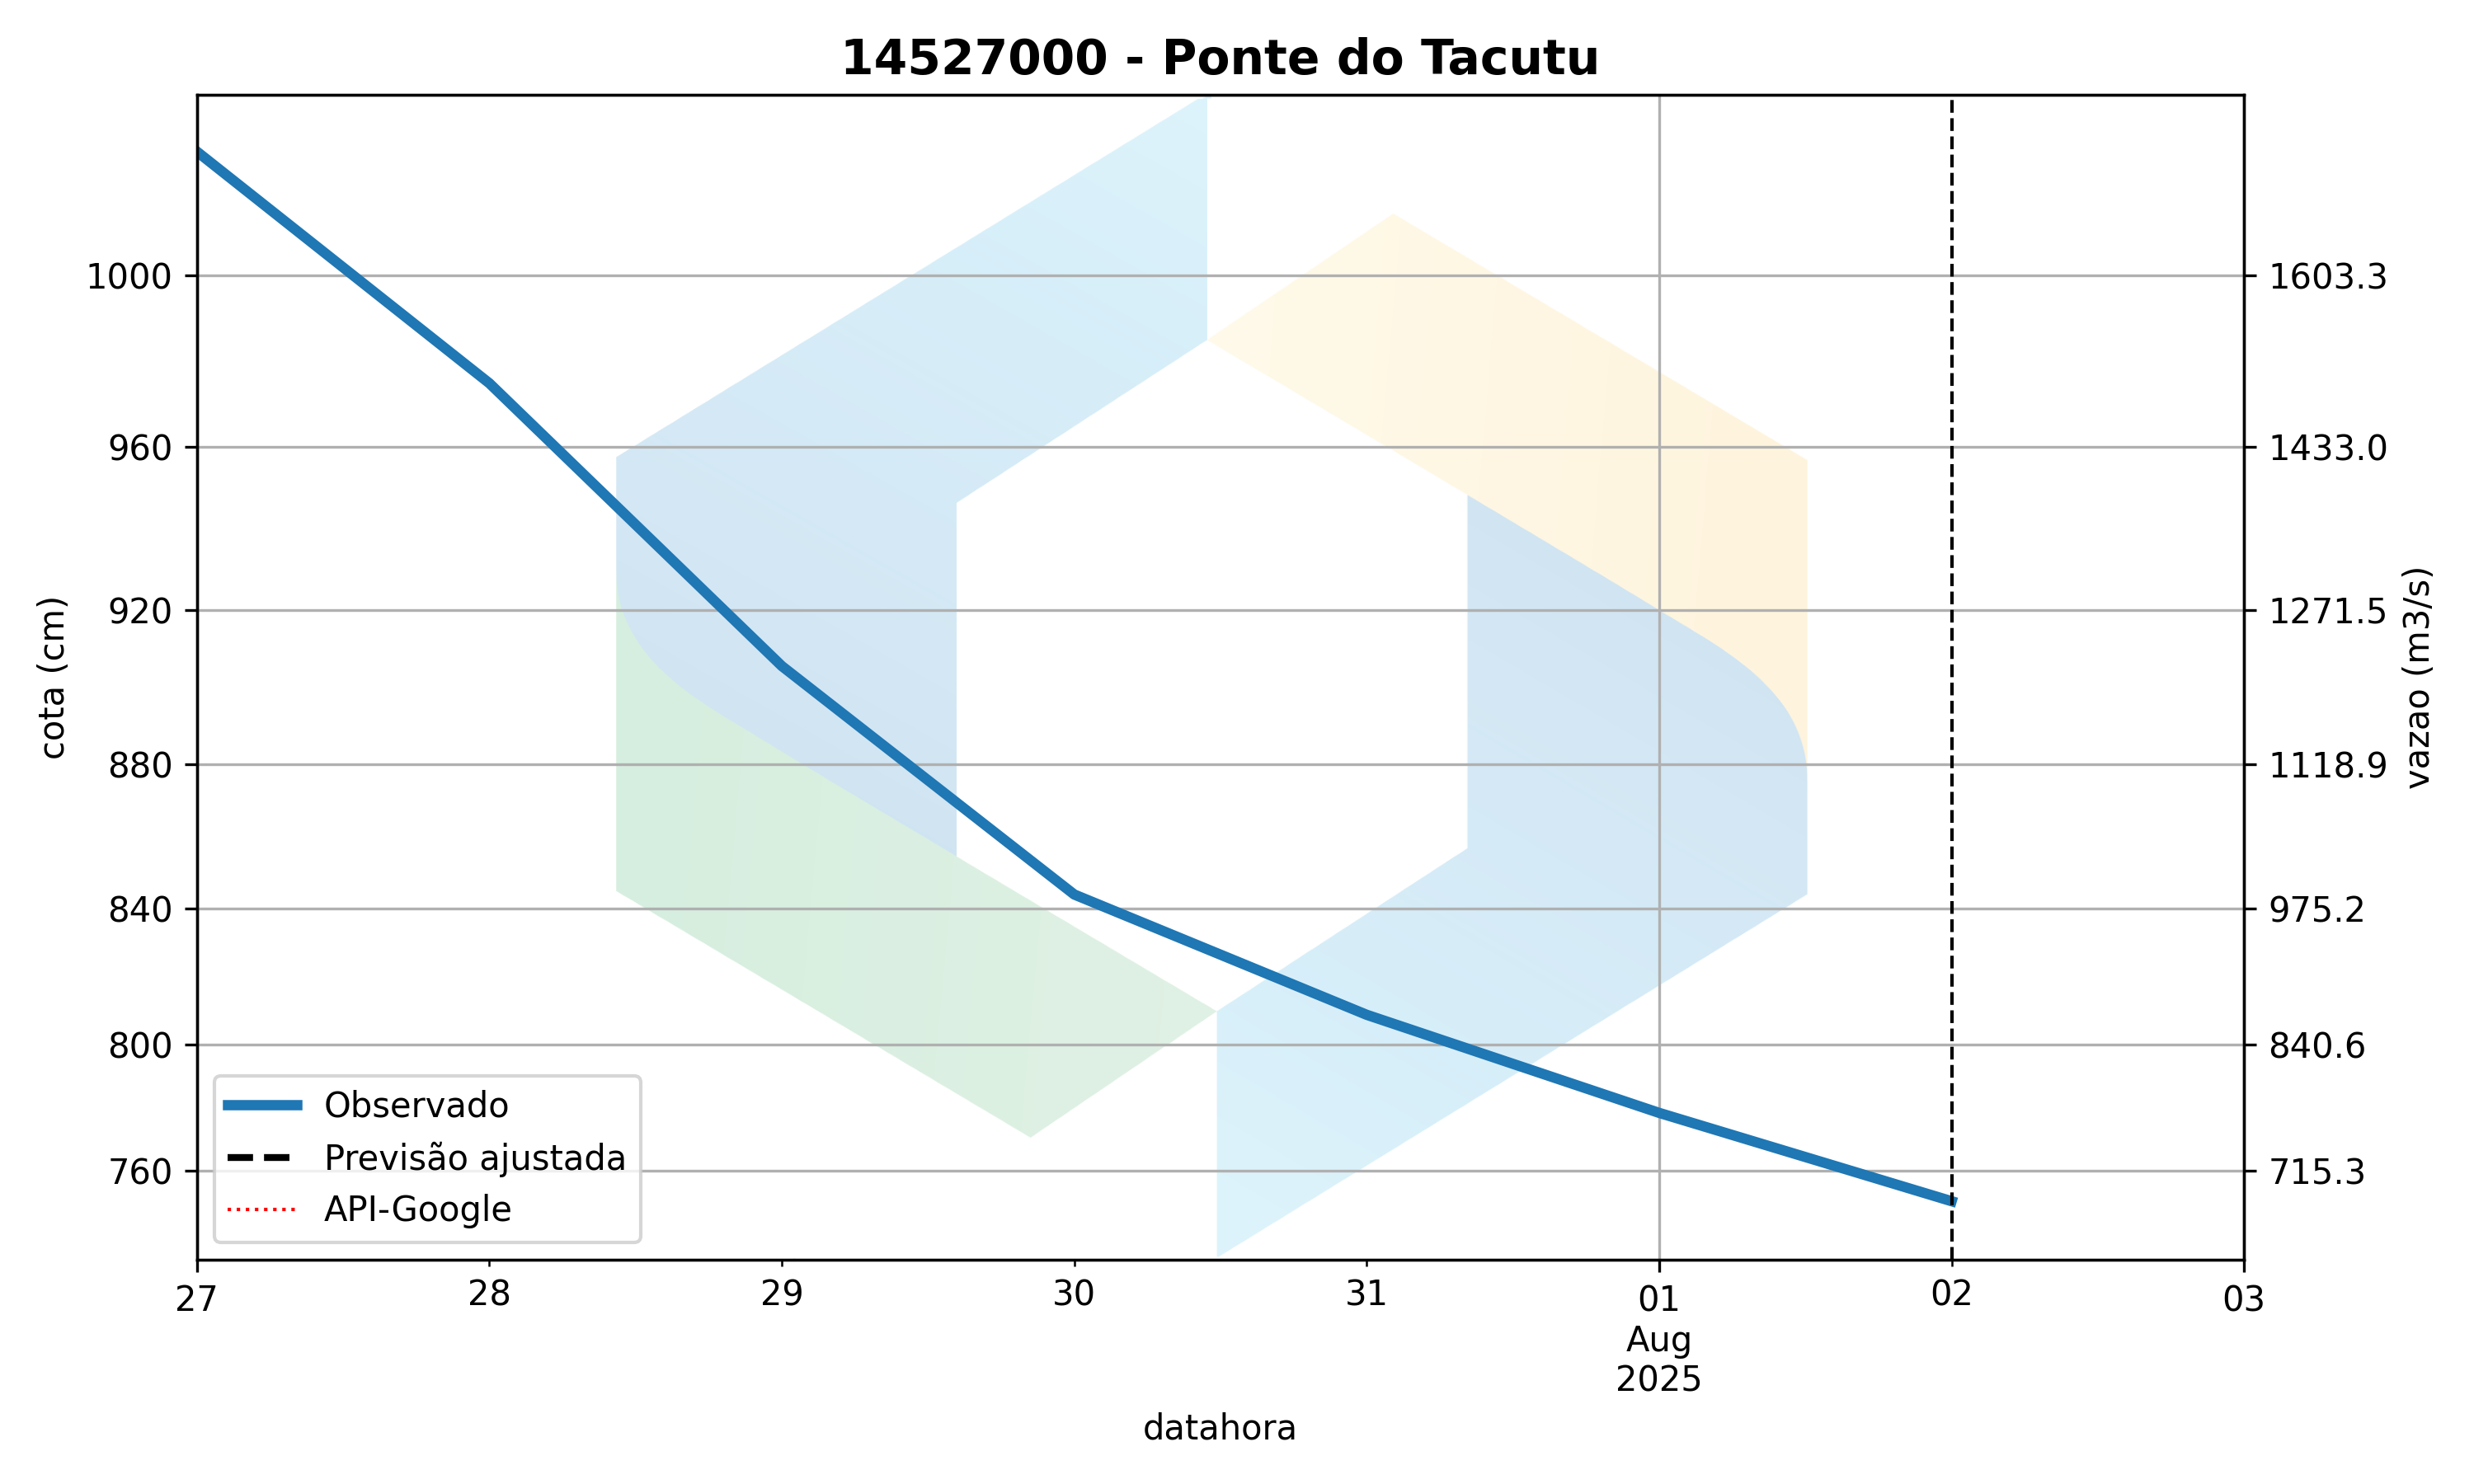 14527000 - Ponte do Tacutu
cota (cm)
1000
960
920
880
840
800
760
1603.3
1433.0
1271.5
1118.9
975.2
840.6
715.3
vazao (m3/s)
Observado
Previsão ajustada
API-Google
27 28 29 30 31 01 02 03
Aug
2025
datahora